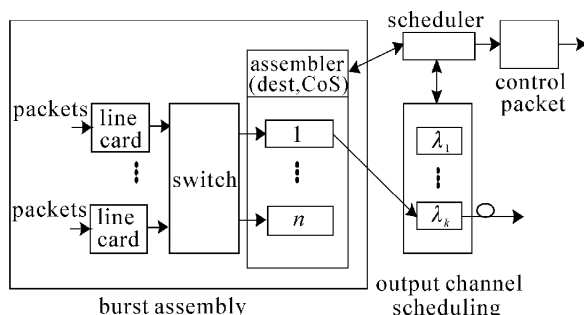 scheduler
assembler
(dest,CoS)
control
packet
packets
line
card
switch
1
λ1
packets
line
card
n
λk
burst assembly
output channel
scheduling